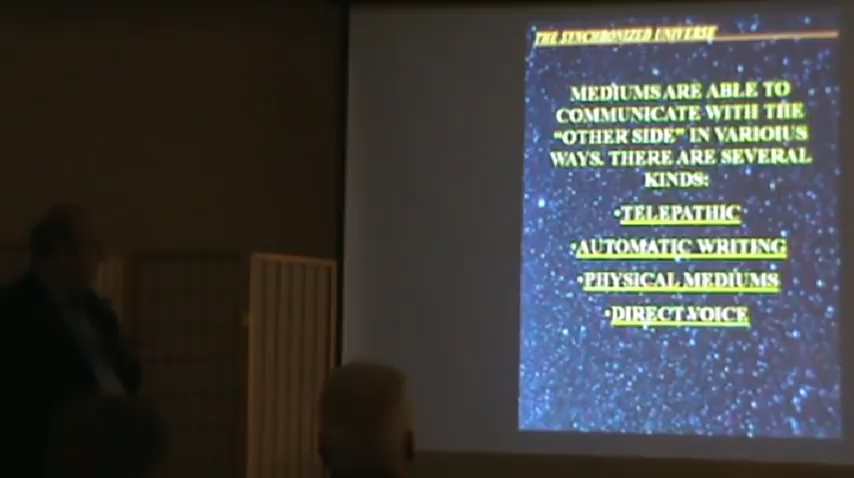 THE SYNCHRONIZED UNIVERSE
MEDIUMS ARE ABLE TO
COMMUNICATE WITH THE
"OTHER SIDE" IN VARIOIUS
WAYS. THERE ARE SEVERAL
KINDS:
•TELEPATHIC
•AUTOMATIC WRITING
•PHYSICAL MEDIUMS
•DIRECT VOICE